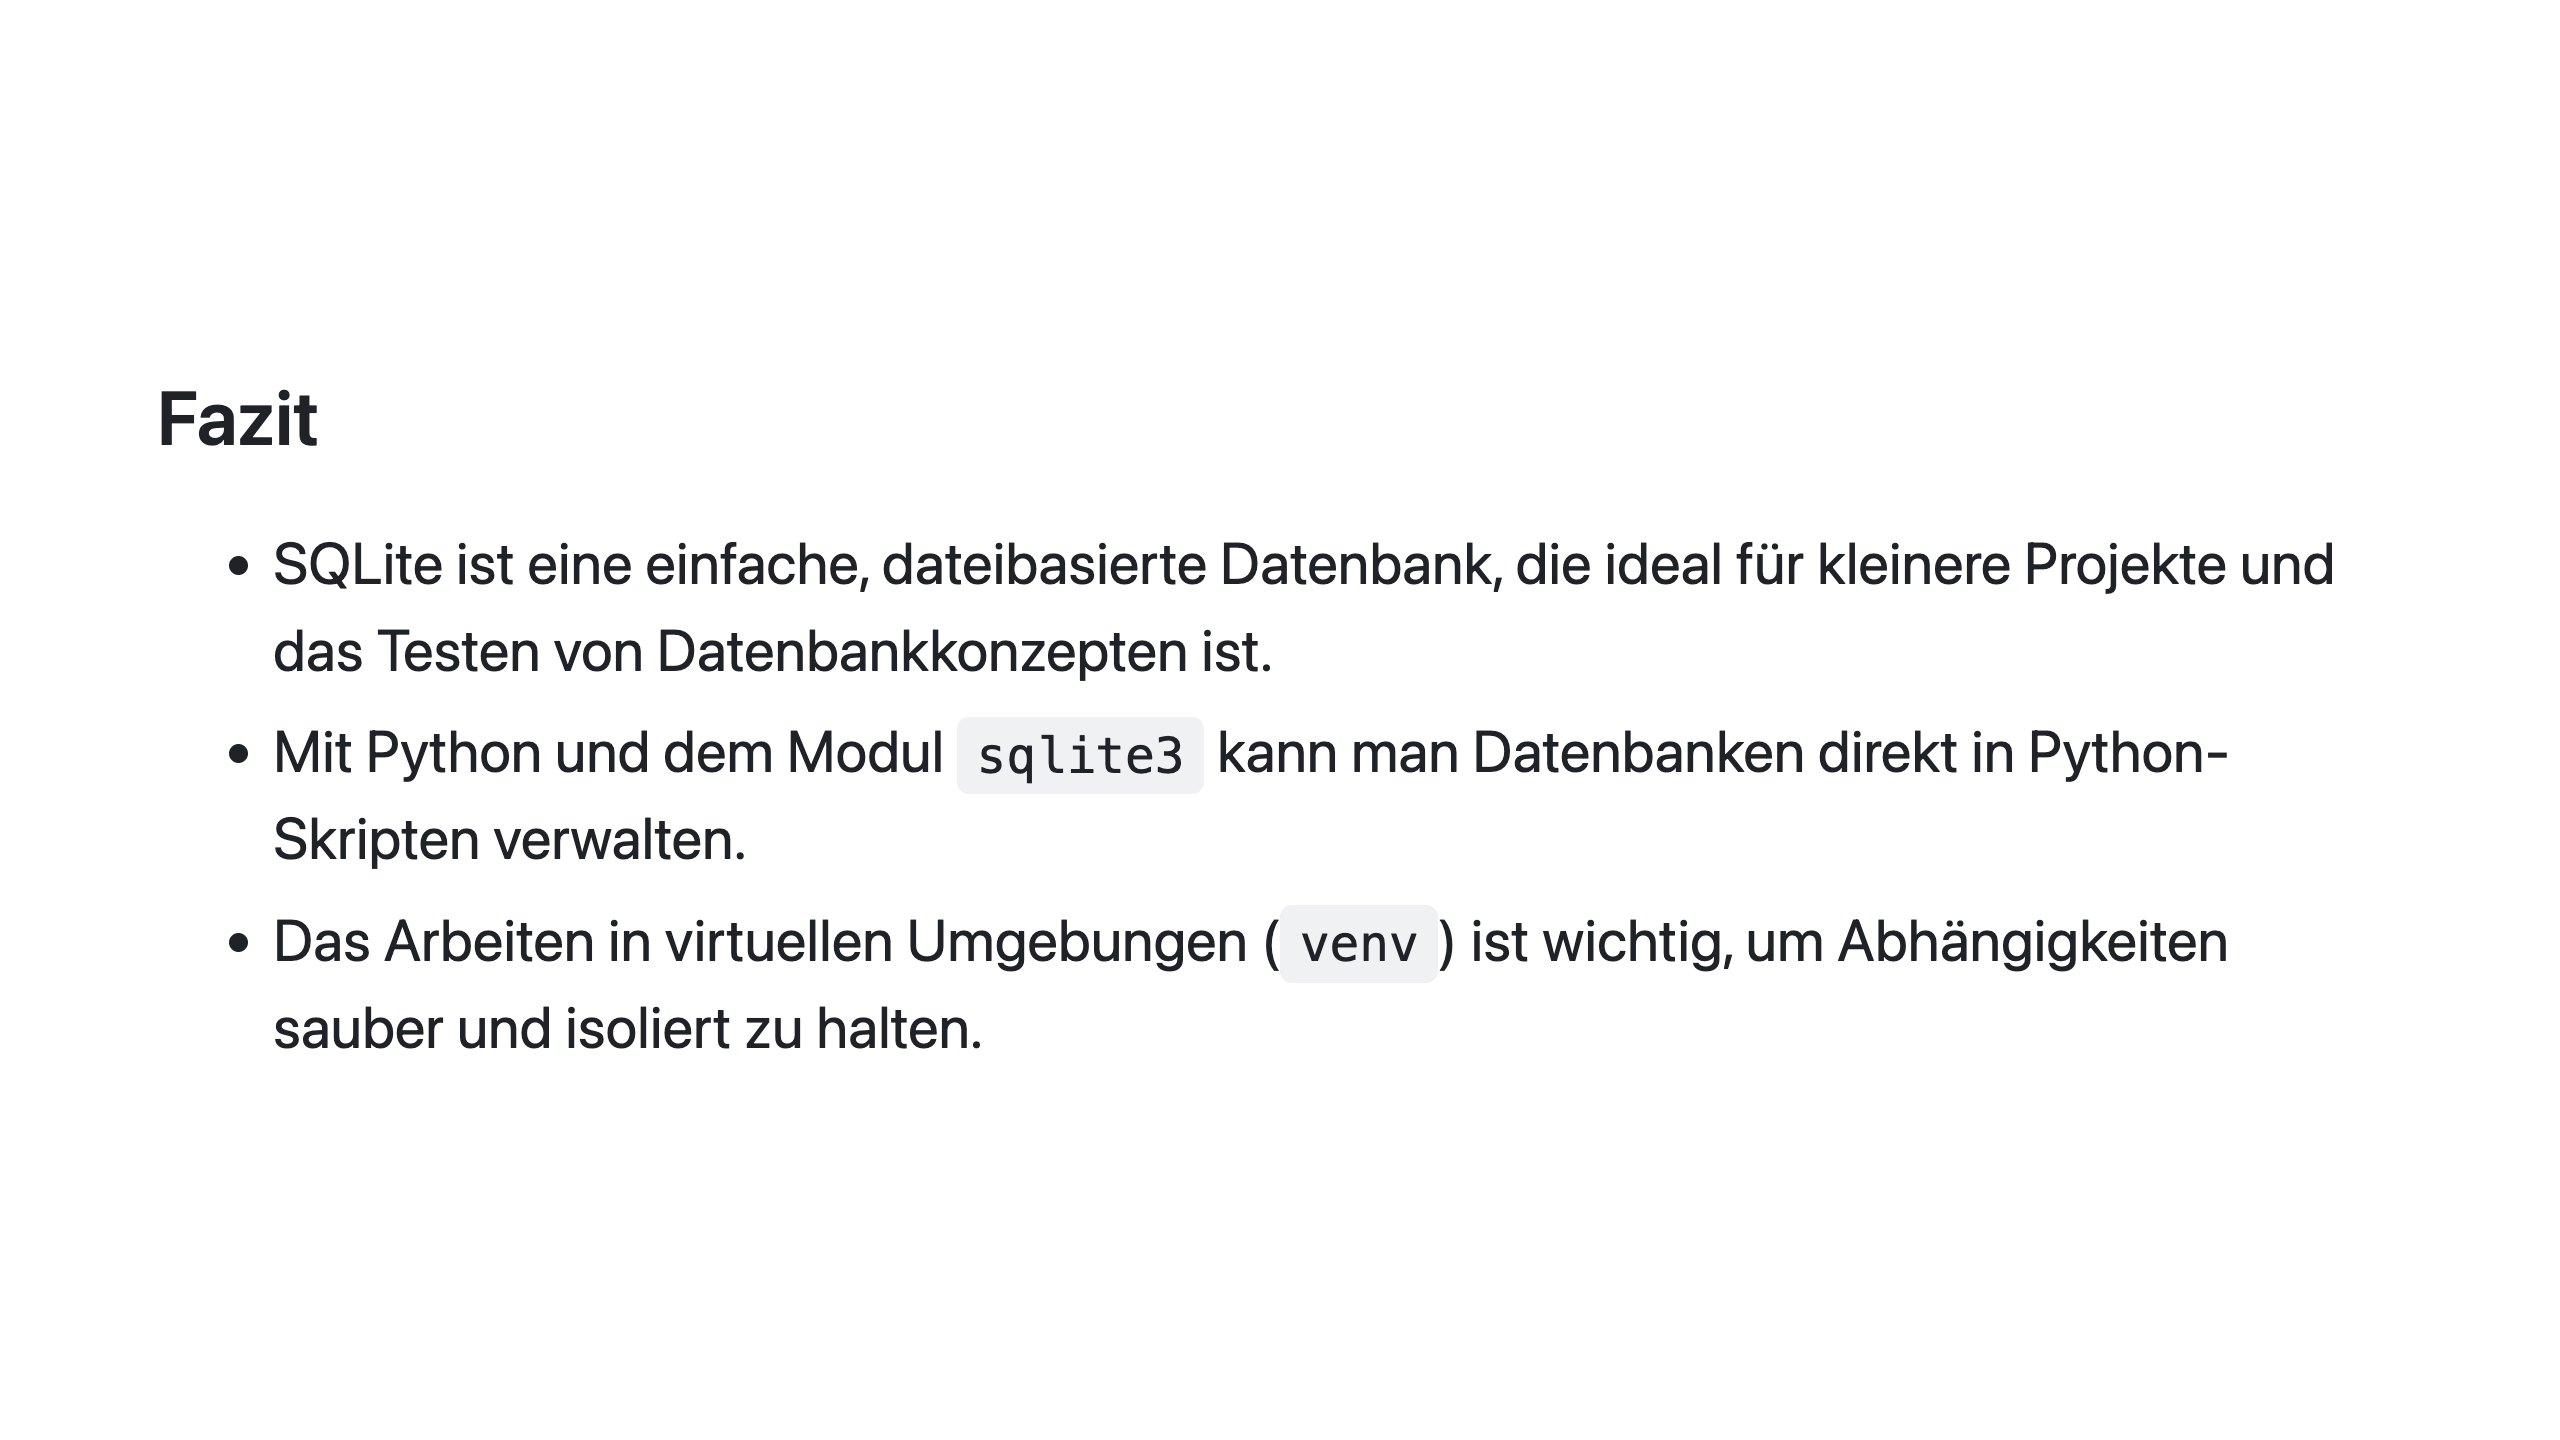 Fazit
• SQLite ist eine einfache, dateibasierte Datenbank, die ideal für kleinere Projekte und
das Testen von Datenbankkonzepten ist.
• Mit Python und dem Modul sqlite3 kann man Datenbanken direkt in Python-
Skripten verwalten.
• Das Arbeiten in virtuellen Umgebungen (venv) ist wichtig, um Abhängigkeiten
sauber und isoliert zu halten.